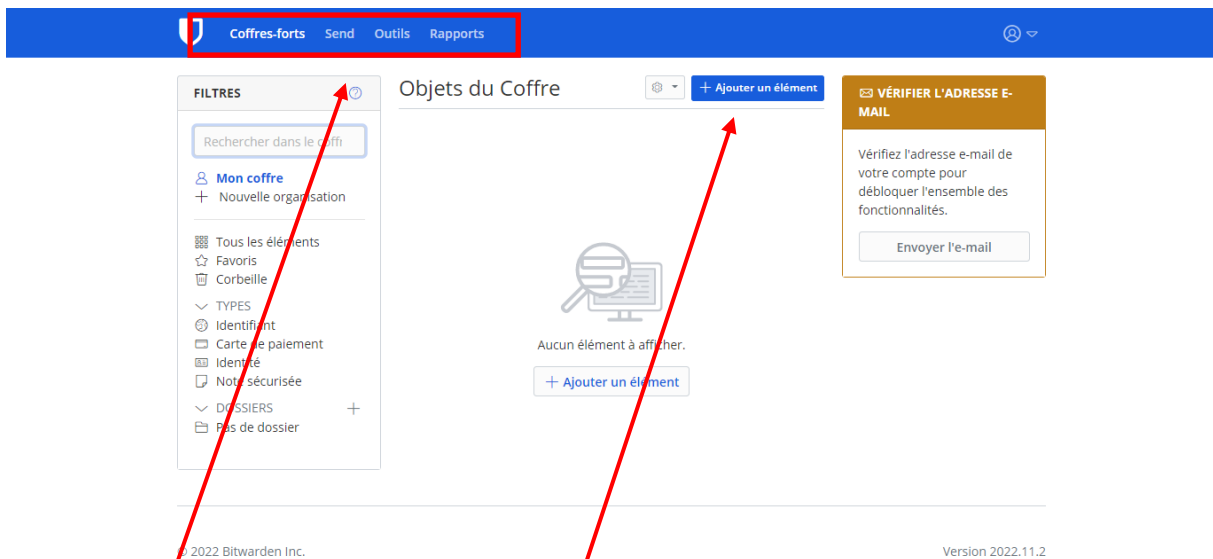 Coffres-forts Send Outils Rapports
FILTRES
Rechercher dans le coffr
Mon coffre
Nouvelle organisation
Tous les éléments
Favoris
Corbeille
TYPES
Identifiant
Carte de paiement
Identité
Note sécurisée
DOSSIERS
Pas de dossier
Objets du Coffre
+ Ajouter un élément
Aucun élément à afficher.
+ Ajouter un élément
VÉRIFIER L'ADRESSE E-
MAIL
Vérifiez l'adresse e-mail de
votre compte pour
débloquer l'ensemble des
fonctionnalités.
Envoyer l'e-mail
© 2022 Bitwarden Inc.
Version 2022.11.2